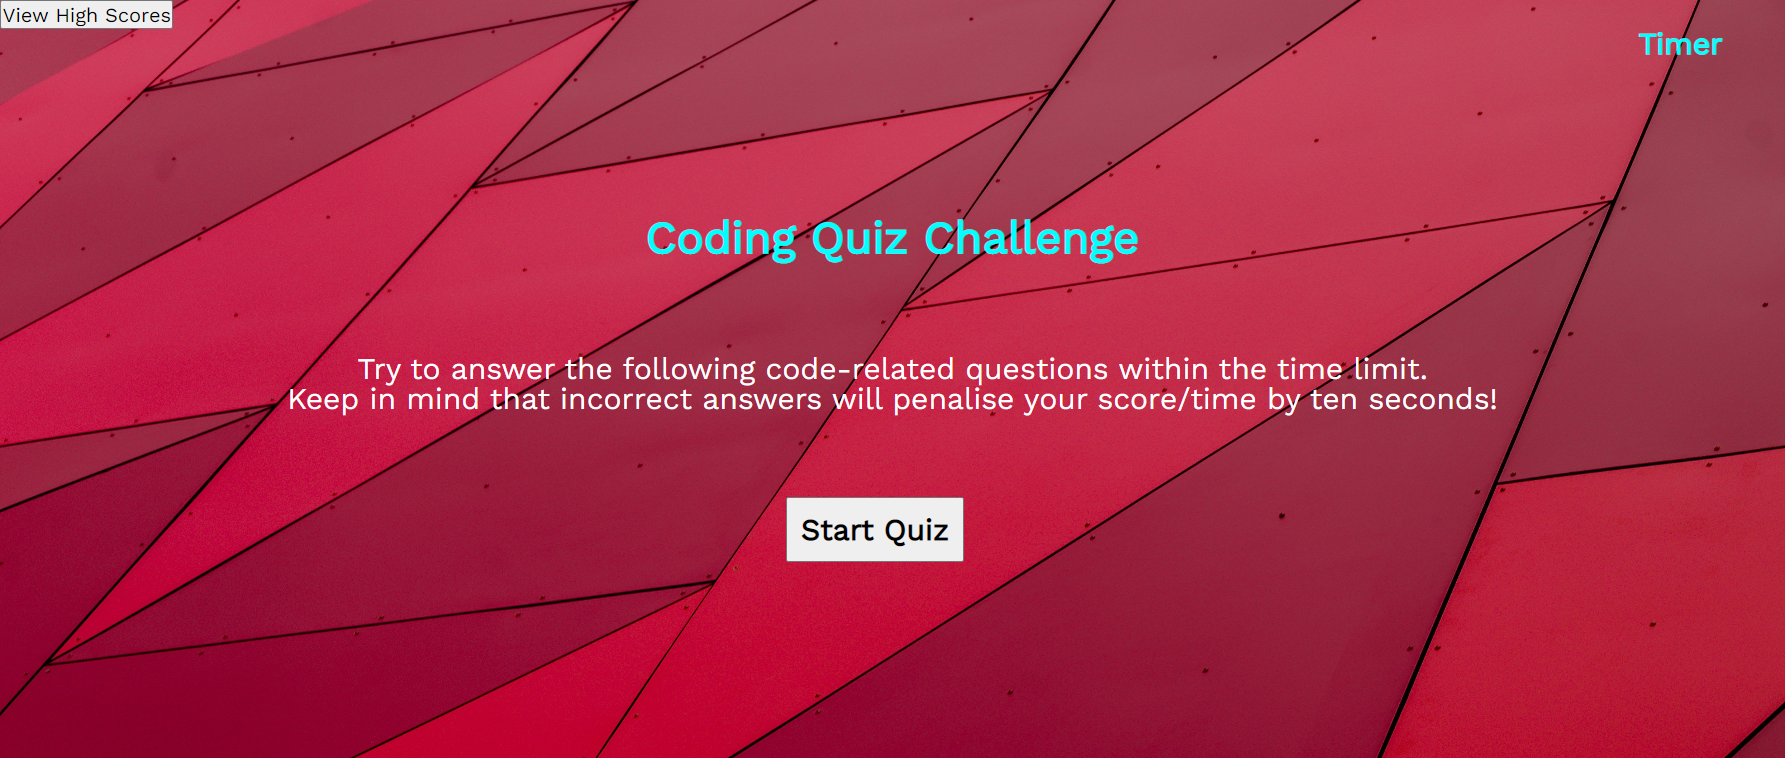 View High Scores
Timer
Coding Quiz Challenge
Try to answer the following code-related questions within the time limit.
Keep in mind that incorrect answers will penalise your score/time by ten seconds!
Start Quiz